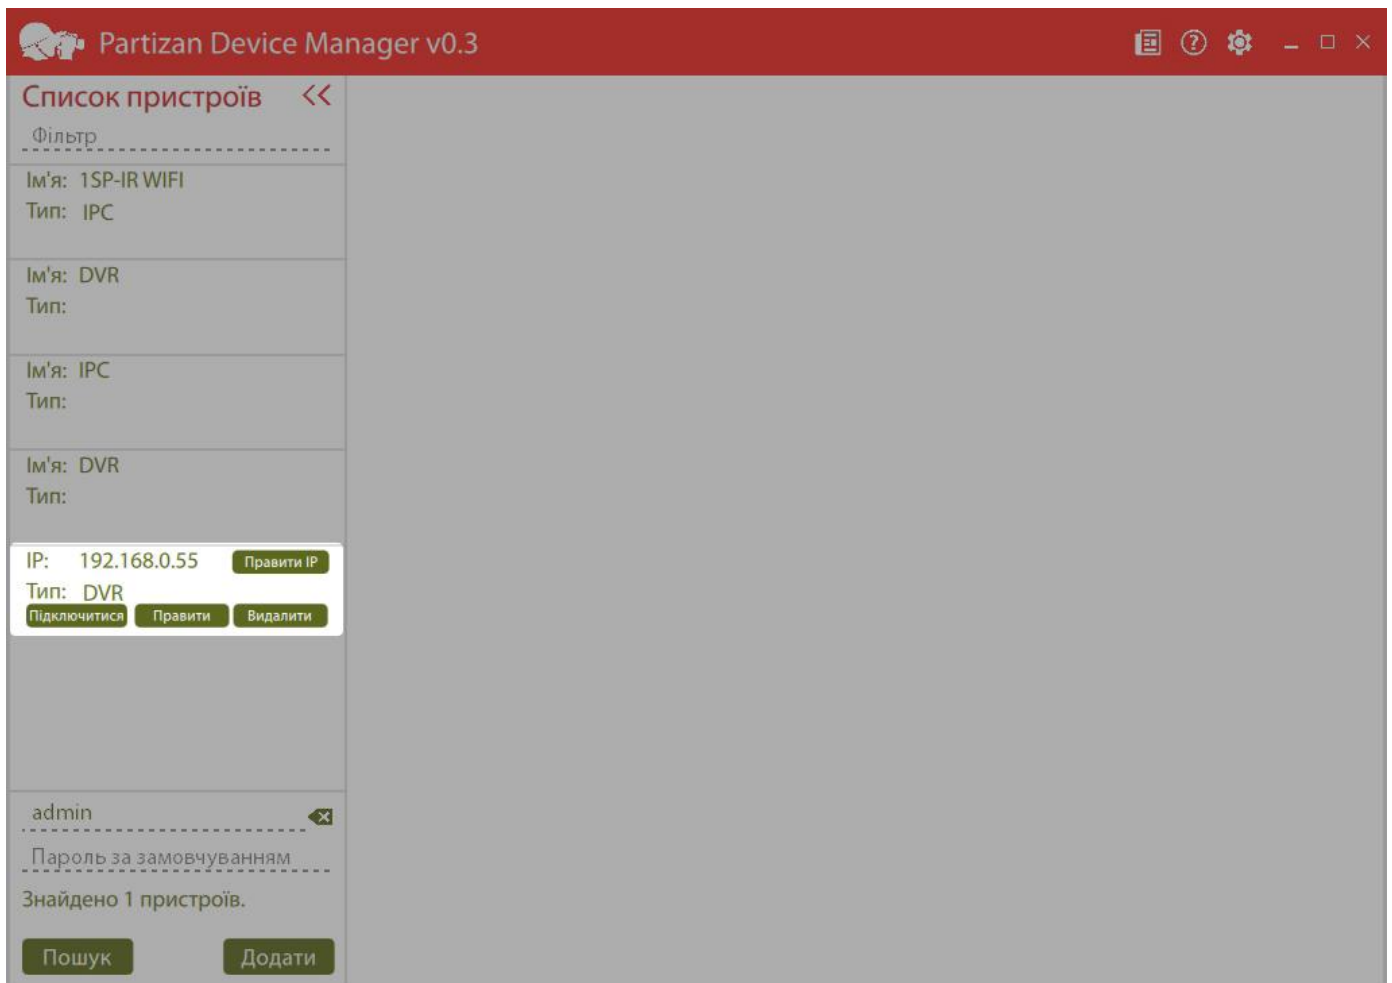 Partizan Device Manager v0.3
Список пристроїв <<
Фільтр
Ім'я: 1SP-IR WIFI
Тип: IPC
Ім'я: DVR
Тип:
Ім'я: IPC
Тип:
Ім'я: DVR
Тип:
IP: 192.168.0.55 Правити IP
Тип: DVR
Підключитися Правити Видалити
admin
Пароль за замовчуванням
Знайдено 1 пристроїв.
Пошук Додати